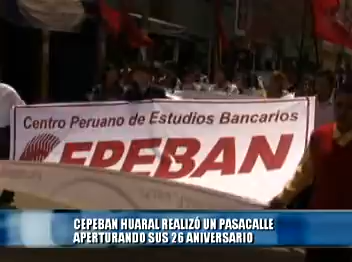 Centro Peruano de Estudios Bancarios
CEPEBAN
CEPEBAN HUARAL REALIZÓ UN PASACALLE
APERTURANDO SUS 26 ANIVERSARIO